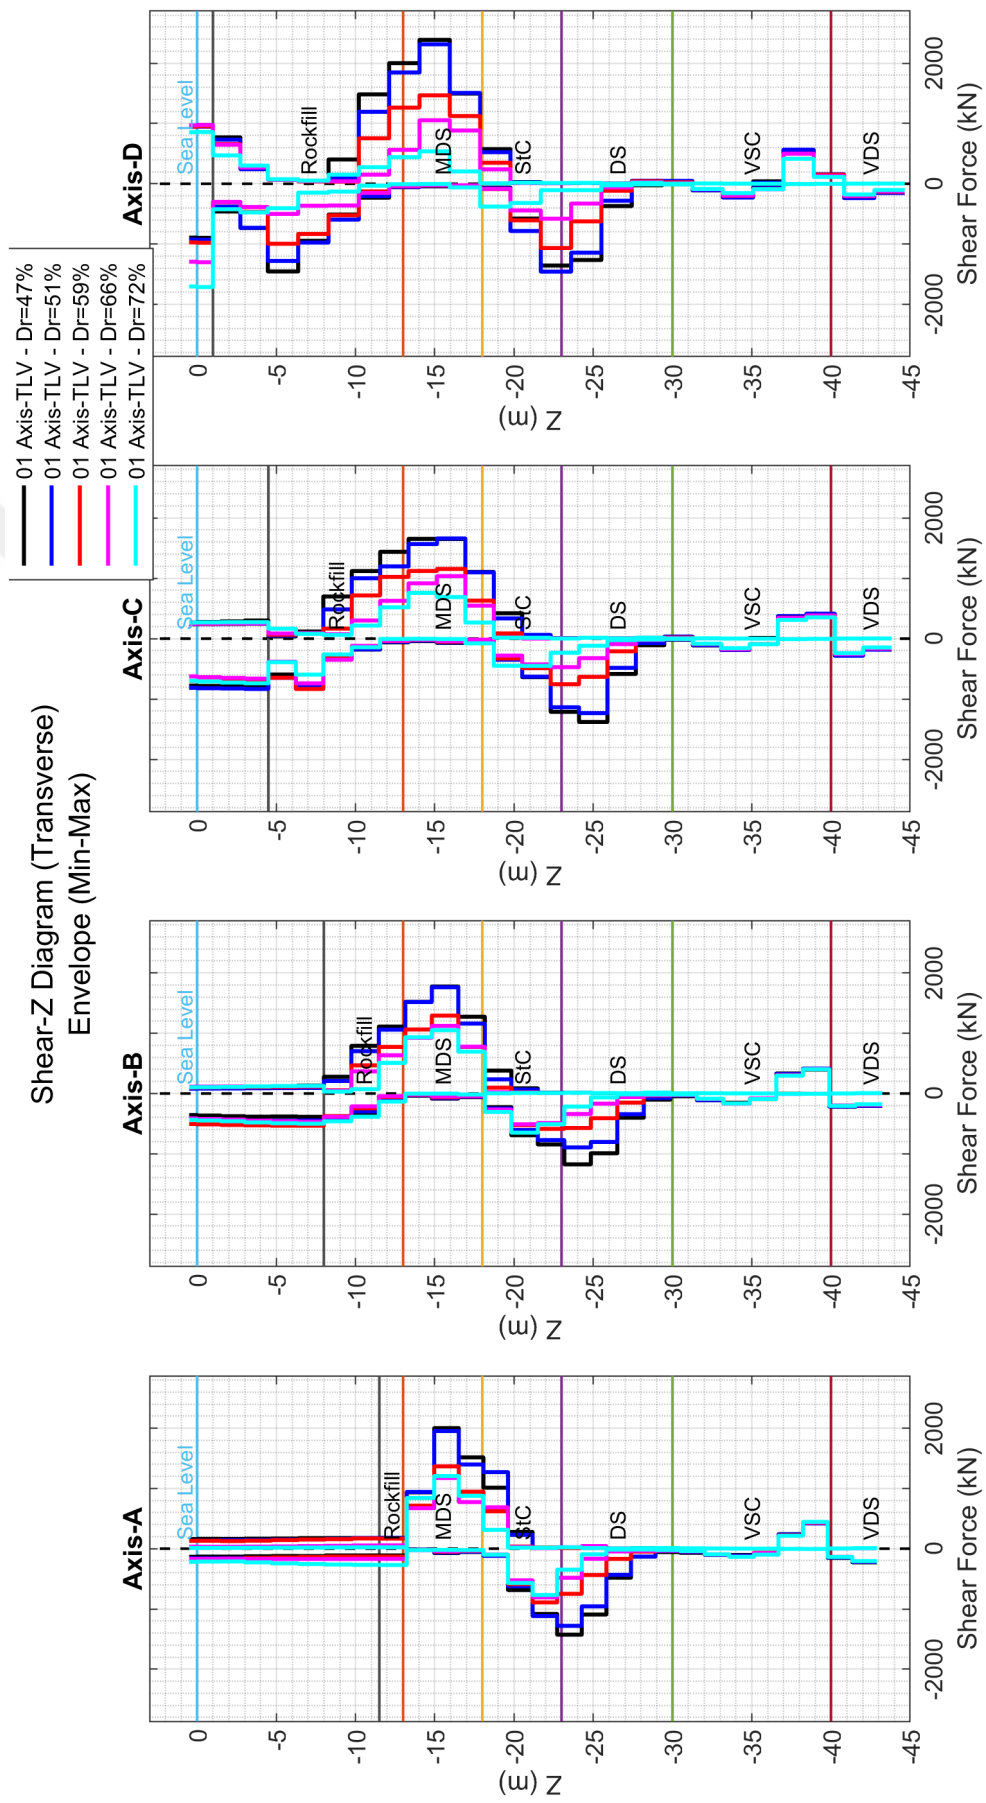 Shear-Z Diagram (Transverse)
Envelope (Min-Max)
01 Axis-TLV - Dr=47%
01 Axis-TLV - Dr=51%
01 Axis-TLV - Dr=59%
01 Axis-TLV - Dr=66%
01 Axis-TLV - Dr=72%
Axis-A
Sea Level
Rockfill
MDS
StC
DS
VSC
VDS
0
-5
-10
-15
-20
-25
-30
-35
-40
-45
Z (m)
-2000
0
2000
Shear Force (kN)
Axis-B
Sea Level
Rockfill
MDS
StC
DS
VSC
VDS
0
-5
-10
-15
-20
-25
-30
-35
-40
-45
Z (m)
-2000
0
2000
Shear Force (kN)
Axis-C
Sea Level
Rockfill
MDS
StC
DS
VSC
VDS
0
-5
-10
-15
-20
-25
-30
-35
-40
-45
Z (m)
-2000
0
2000
Shear Force (kN)
Axis-D
Sea Level
Rockfill
MDS
StC
DS
VSC
VDS
0
-5
-10
-15
-20
-25
-30
-35
-40
-45
Z (m)
-2000
0
2000
Shear Force (kN)